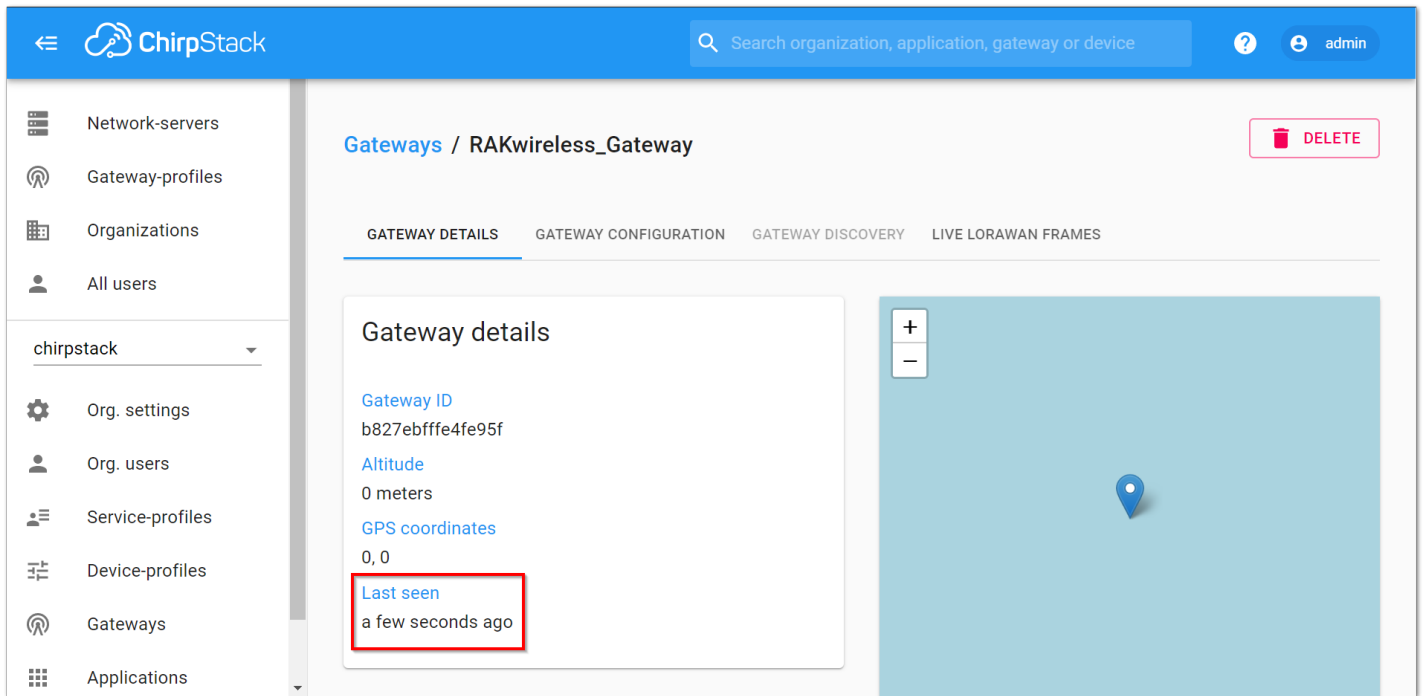 ChirpStack
Search organization, application, gateway or device
?
admin
Network-servers
Gateway-profiles
Organizations
All users
chirpstack
Org. settings
Org. users
Service-profiles
Device-profiles
Gateways
Applications
Gateways / RAKwireless_Gateway
DELETE
GATEWAY DETAILS
GATEWAY CONFIGURATION
GATEWAY DISCOVERY
LIVE LORAWAN FRAMES
Gateway details
Gateway ID
b827ebfffe4fe95f
Altitude
0 meters
GPS coordinates
0, 0
Last seen
a few seconds ago
+
−